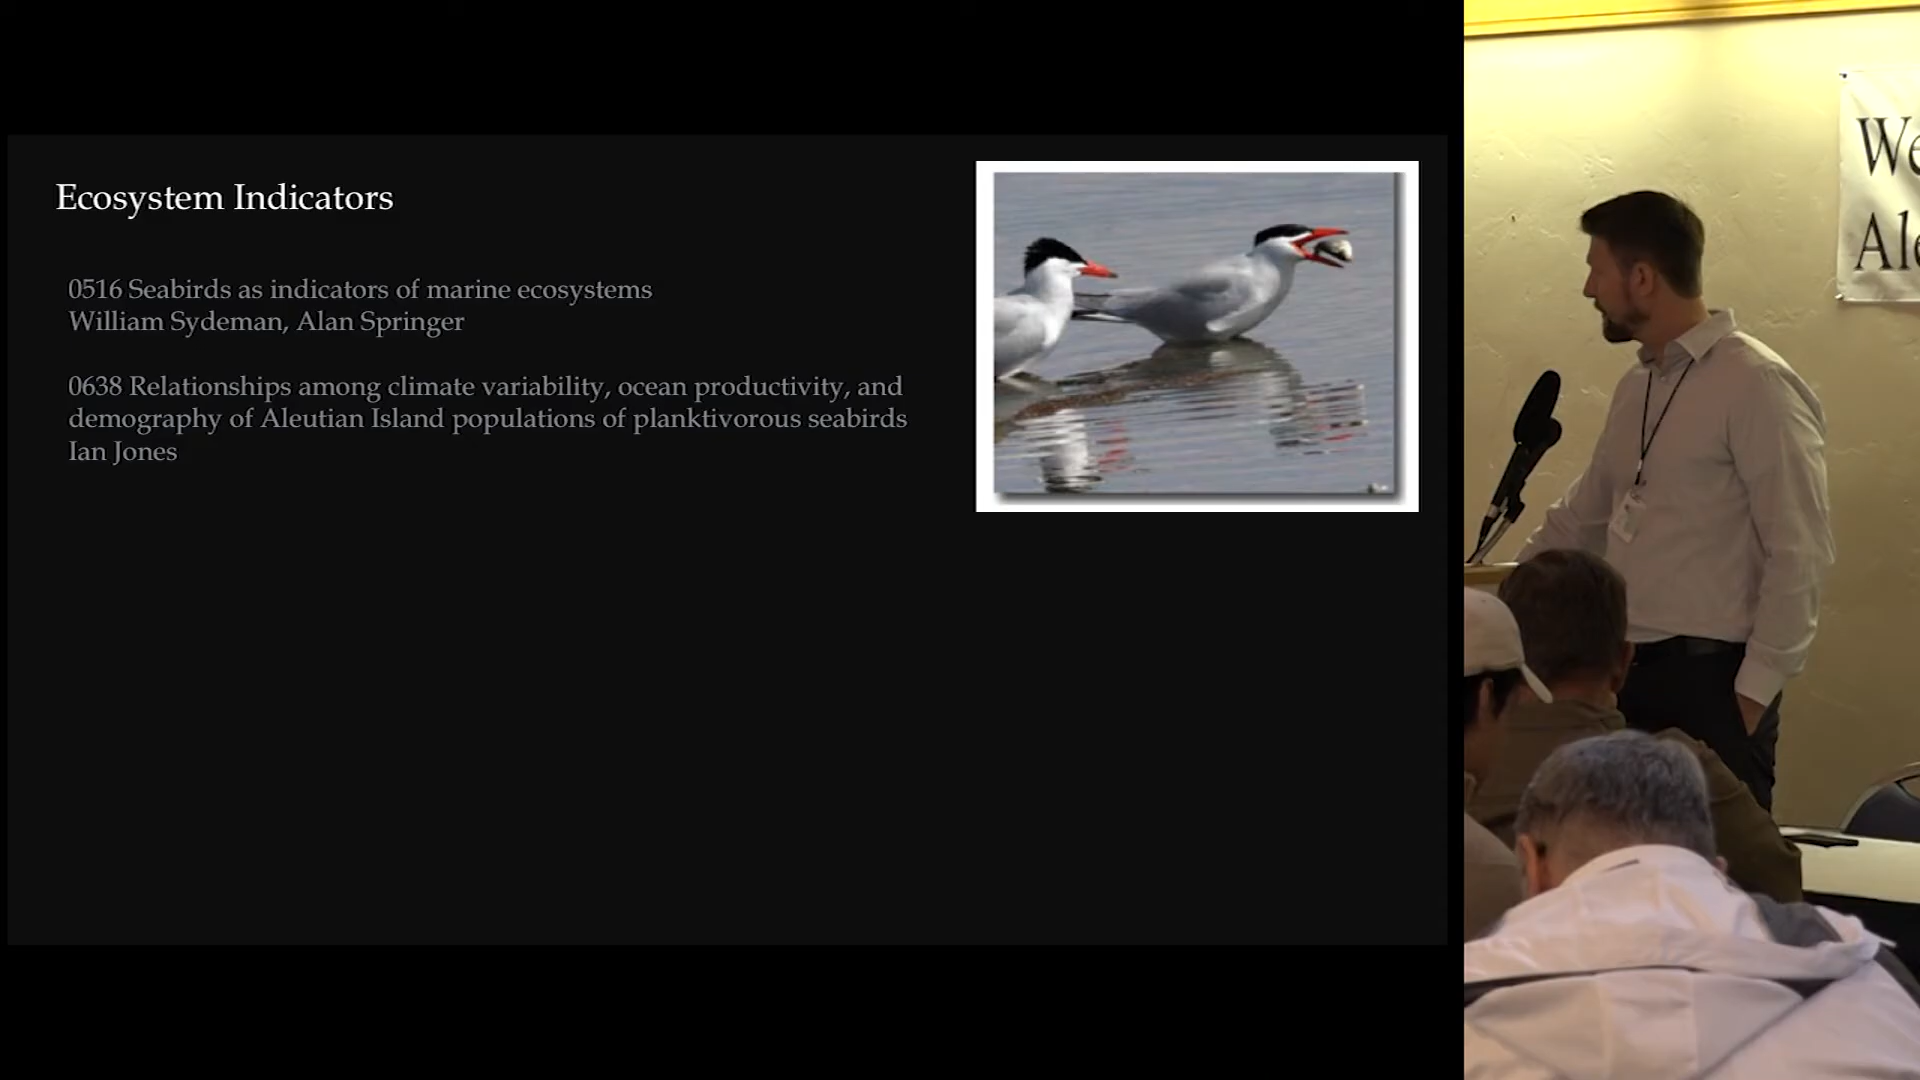 Ecosystem Indicators
0516 Seabirds as indicators of marine ecosystems
William Sydeman, Alan Springer
0638 Relationships among climate variability, ocean productivity, and
demography of Aleutian Island populations of planktivorous seabirds
Ian Jones